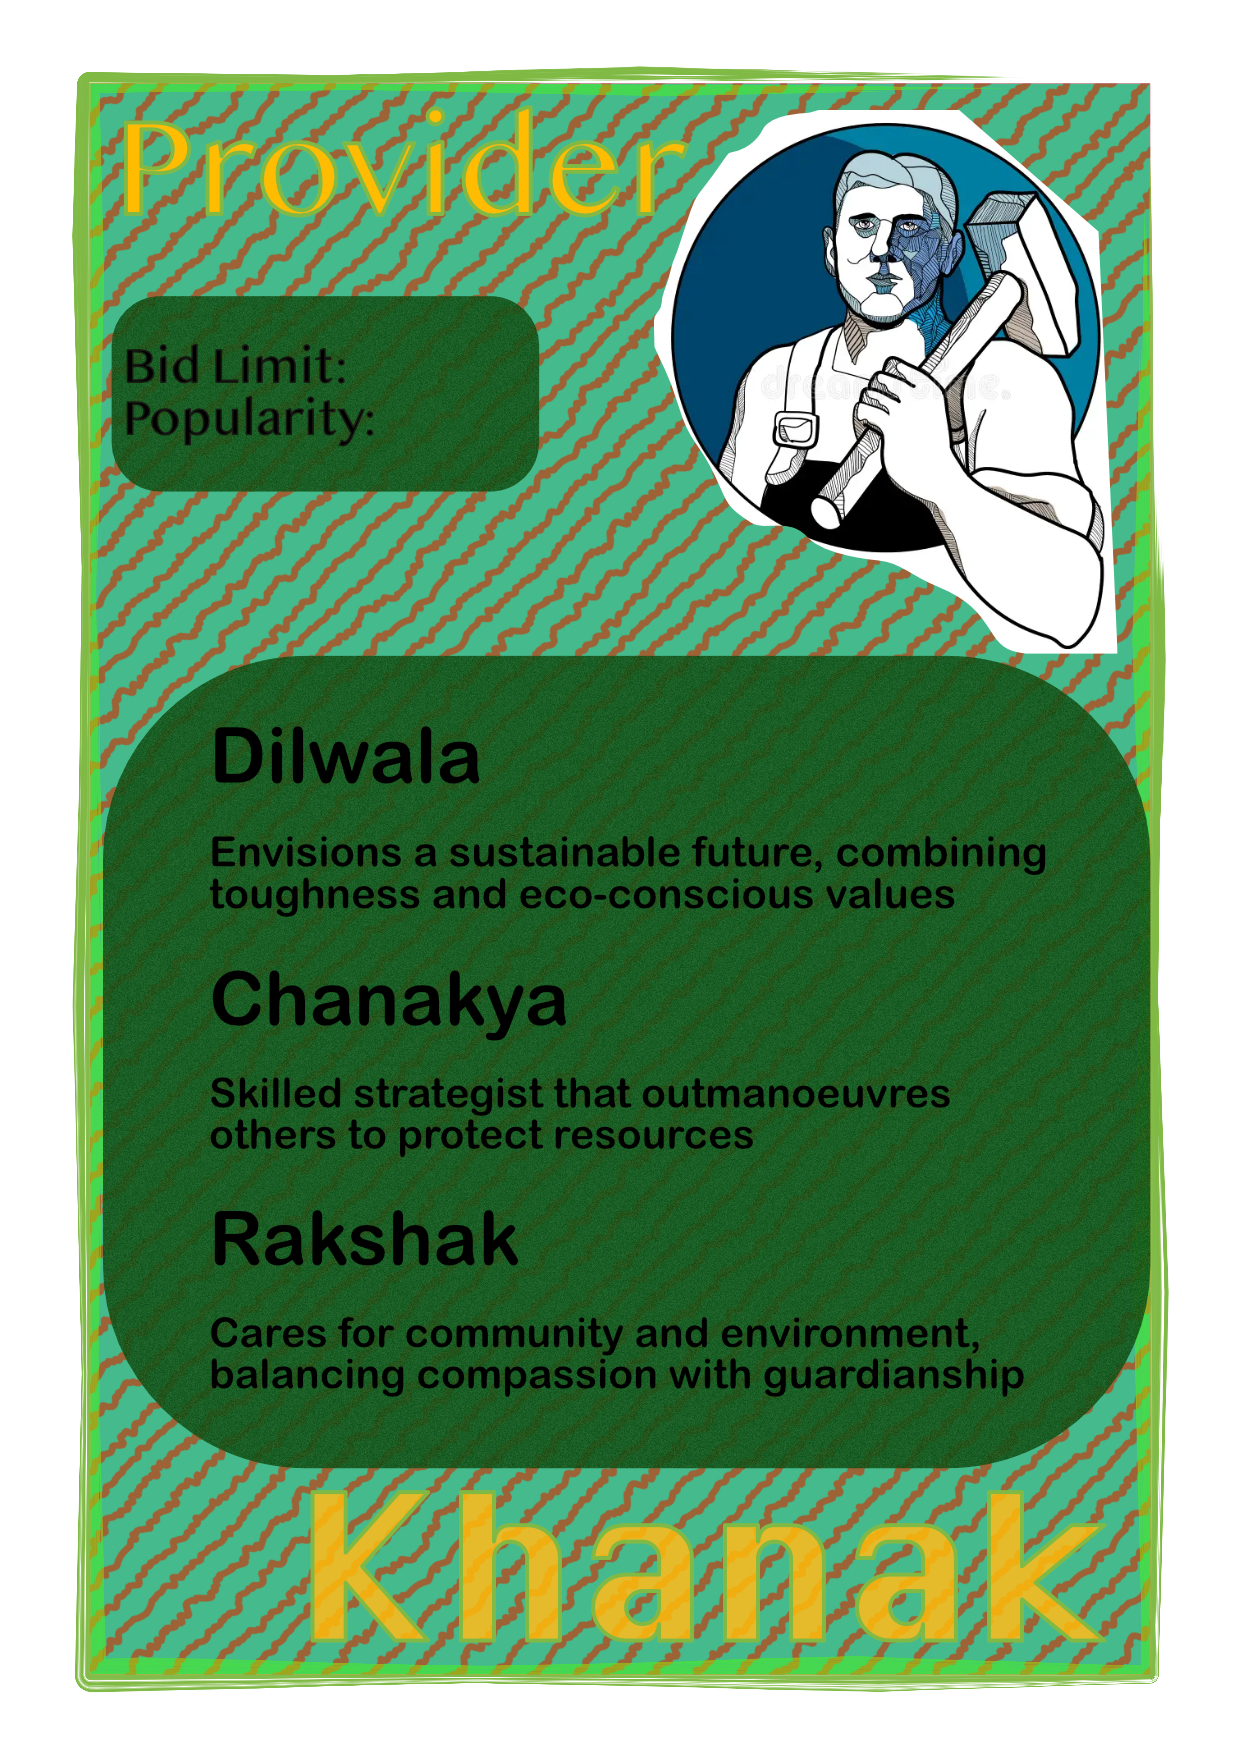 Provider
Bid Limit:
Popularity:
Dilwala
Envisions a sustainable future, combining
toughness and eco-conscious values
Chanakya
Skilled strategist that outmanoeuvres
others to protect resources
Rakshak
Cares for community and environment,
balancing compassion with guardianship
Khanak